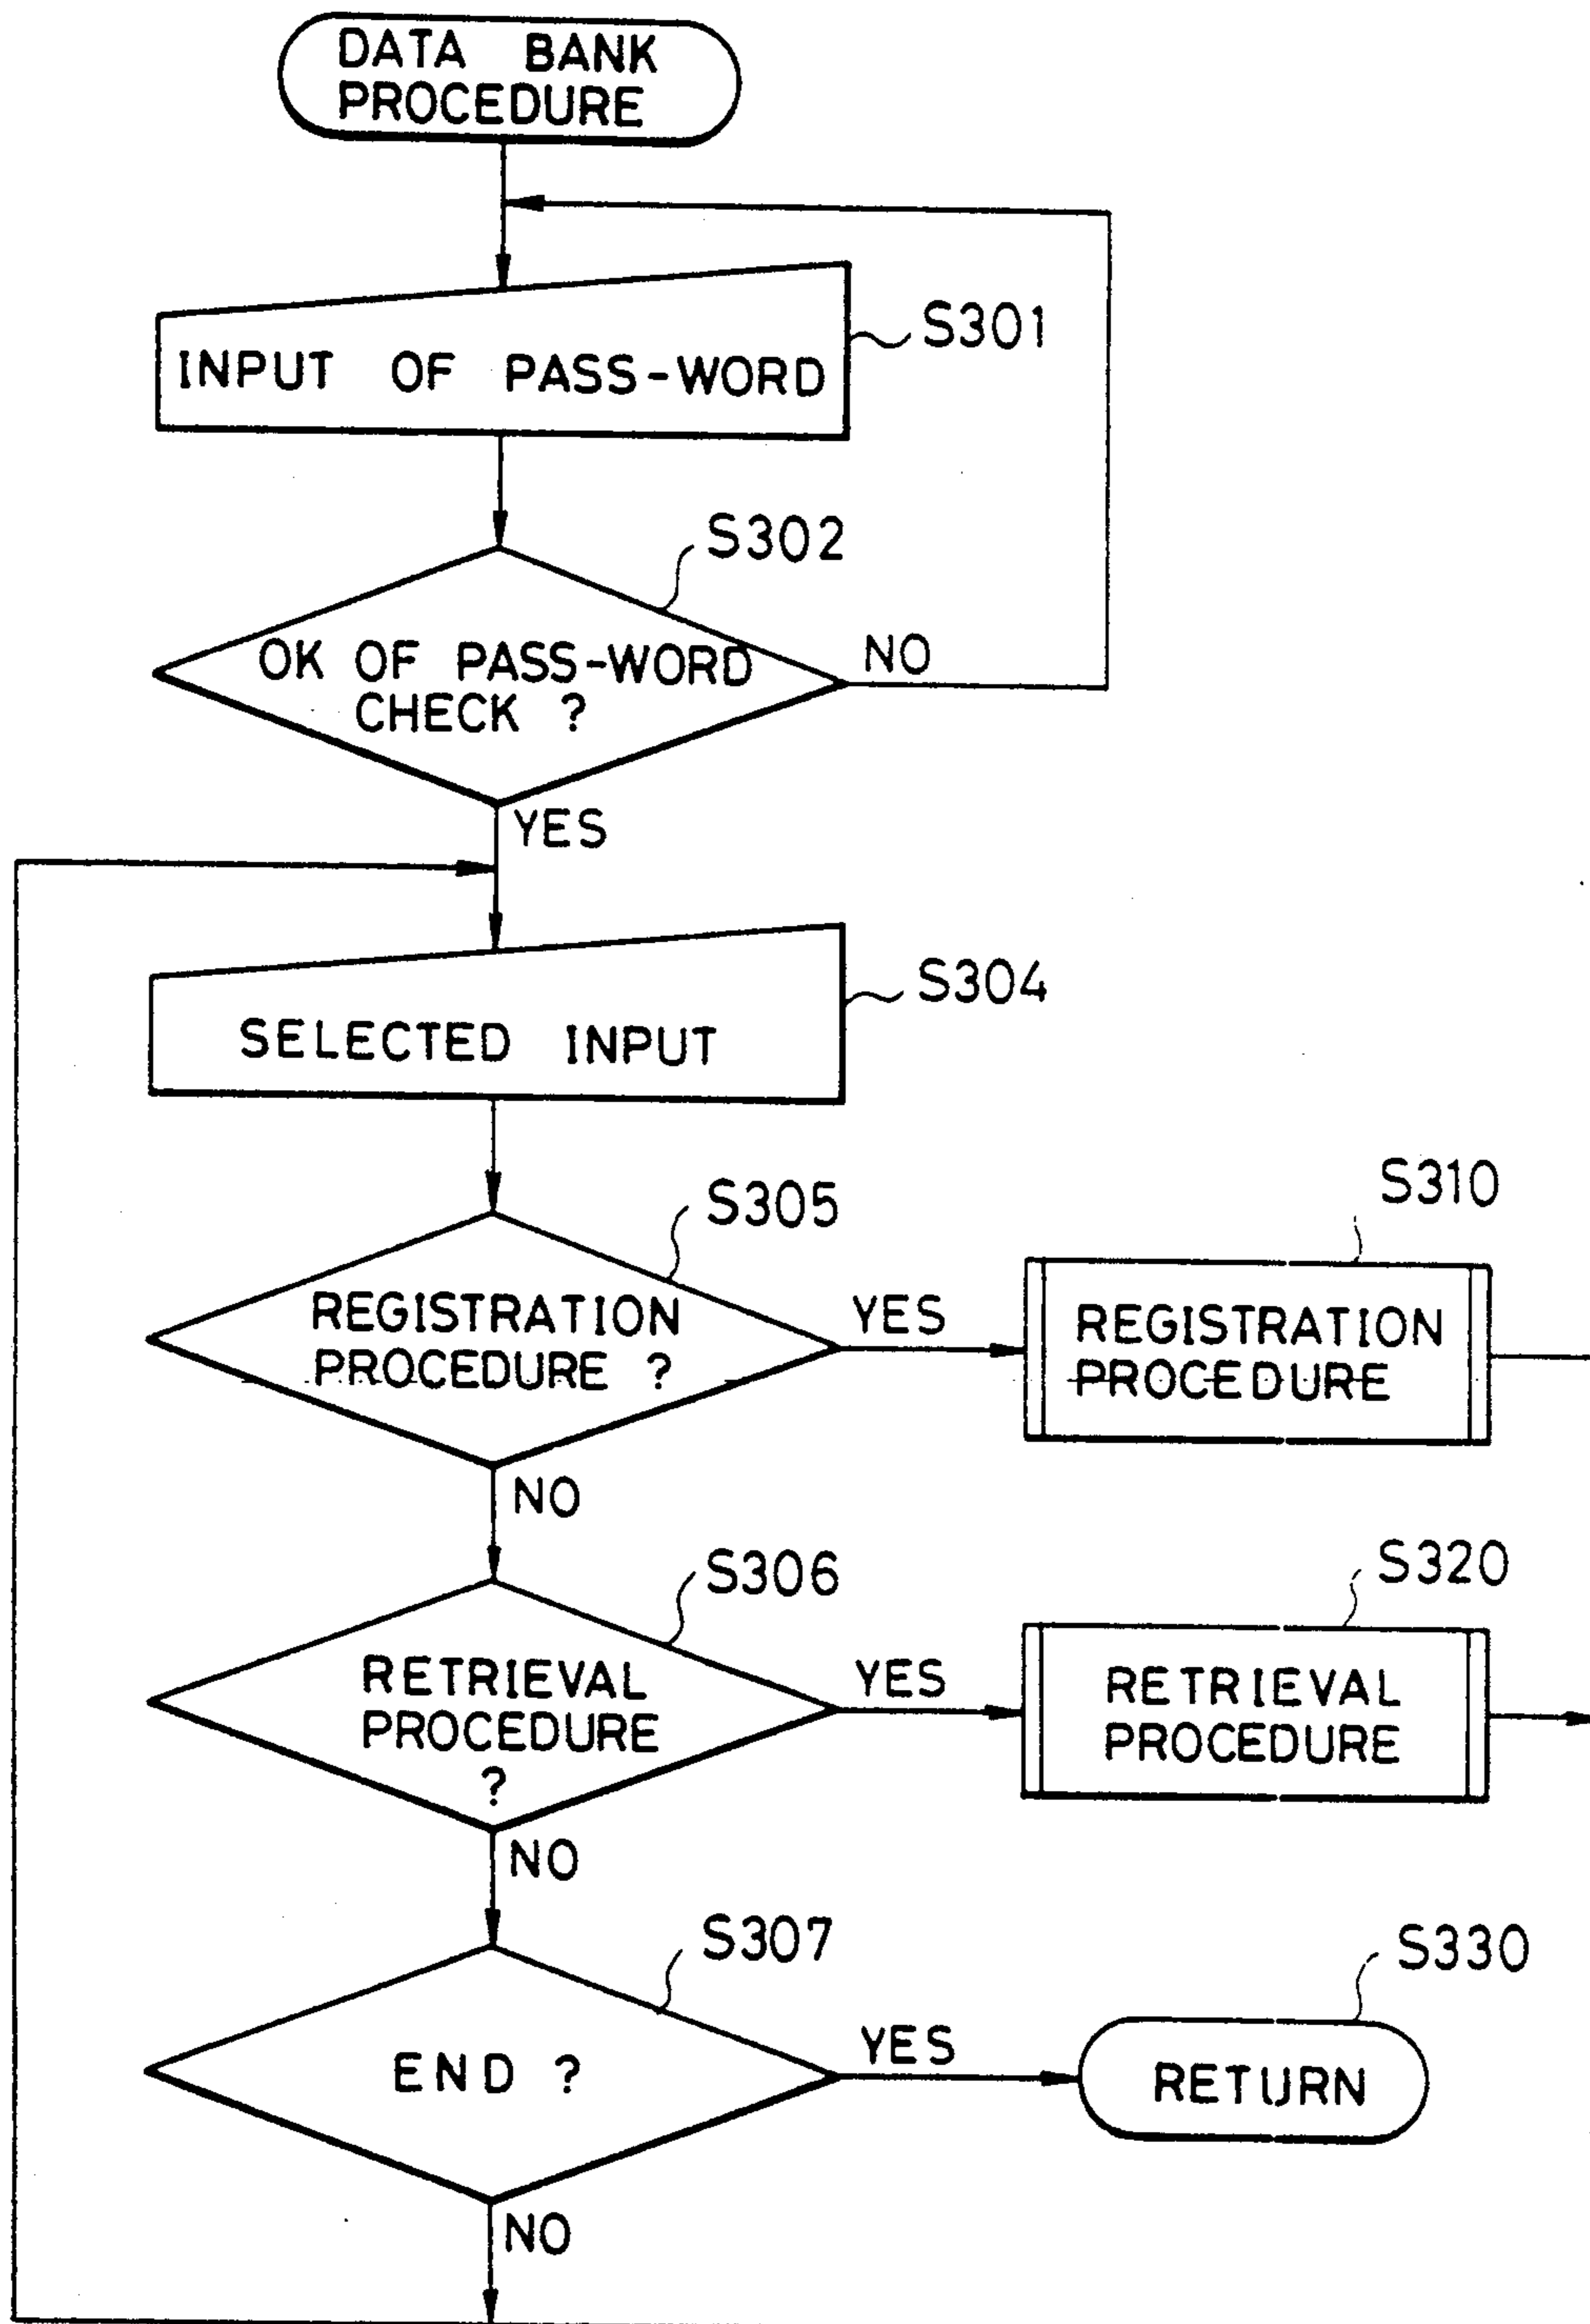 DATA BANK
PROCEDURE
S301
INPUT OF PASS-WORD
S302
OK OF PASS-WORD
CHECK ?
NO
YES
S304
SELECTED INPUT
S305
REGISTRATION
PROCEDURE ?
YES
S310
REGISTRATION
PROCEDURE
NO
S306
RETRIEVAL
PROCEDURE
?
YES
S320
RETRIEVAL
PROCEDURE
NO
S307
END ?
YES
S330
RETURN
NO